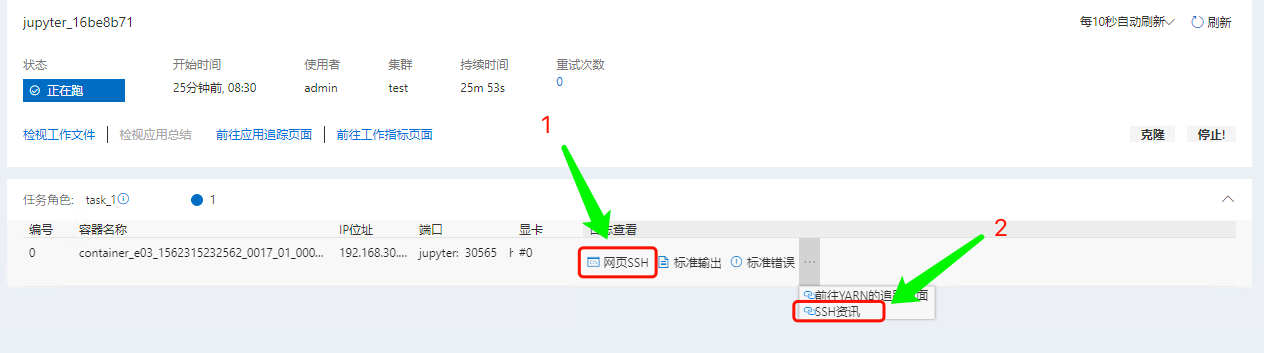 jupyter_16be8b71
每10秒自动刷新 刷新
状态 开始时间 使用者 集群 持续时间 重试次数
正在跑 25分钟前, 08:30 admin test 25m 53s 0
检视工作文件 检视应用总结 前往应用追踪页面 前往工作指标页面 克隆 停止!
1
任务角色: task_1 1
编号 容器名称 IP位址 端口 显卡 日志查看
2
0 container_e03_1562315232562_0017_01_000... 192.168.30.... jupyter: 30565 #0 网页SSH 标准输出 标准错误 ...
前往YARN的追踪页面
SSH资讯